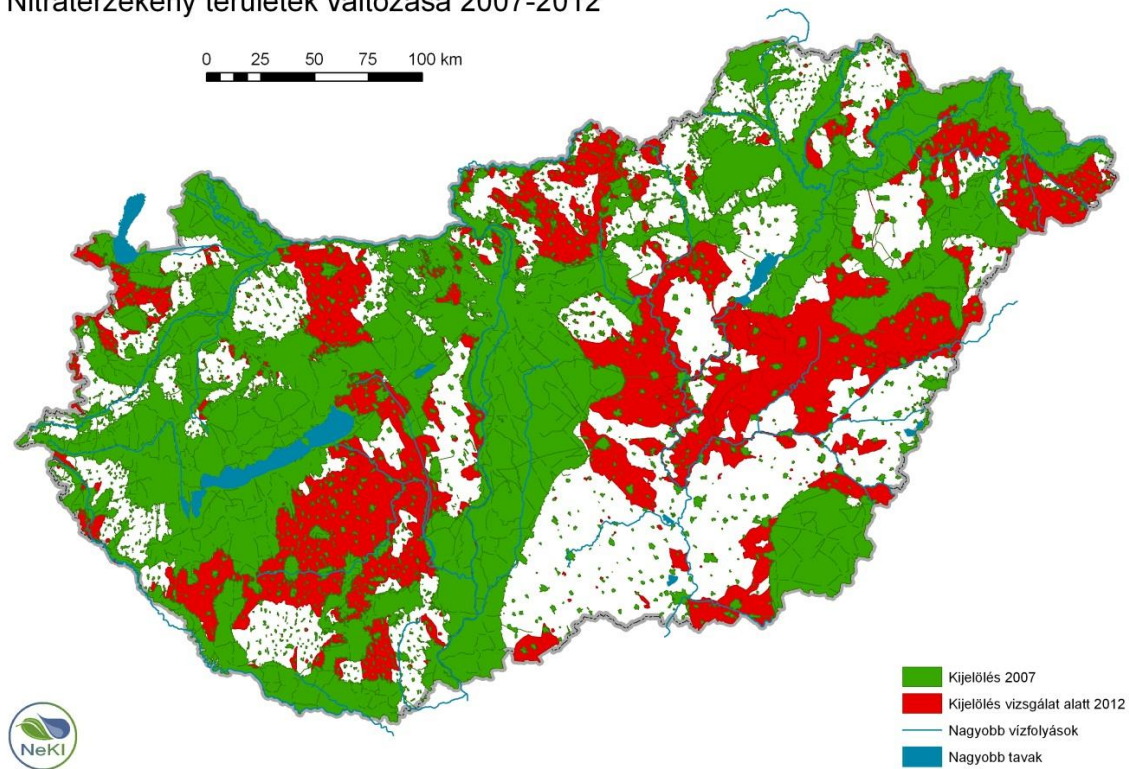 Nitrátérzékeny területek változása 2007-2012
0 25 50 75 100 km
Kijelölés 2007
Kijelölés vizsgálat alatt 2012
Nagyobb vízfolyások
Nagyobb tavak
NeKI